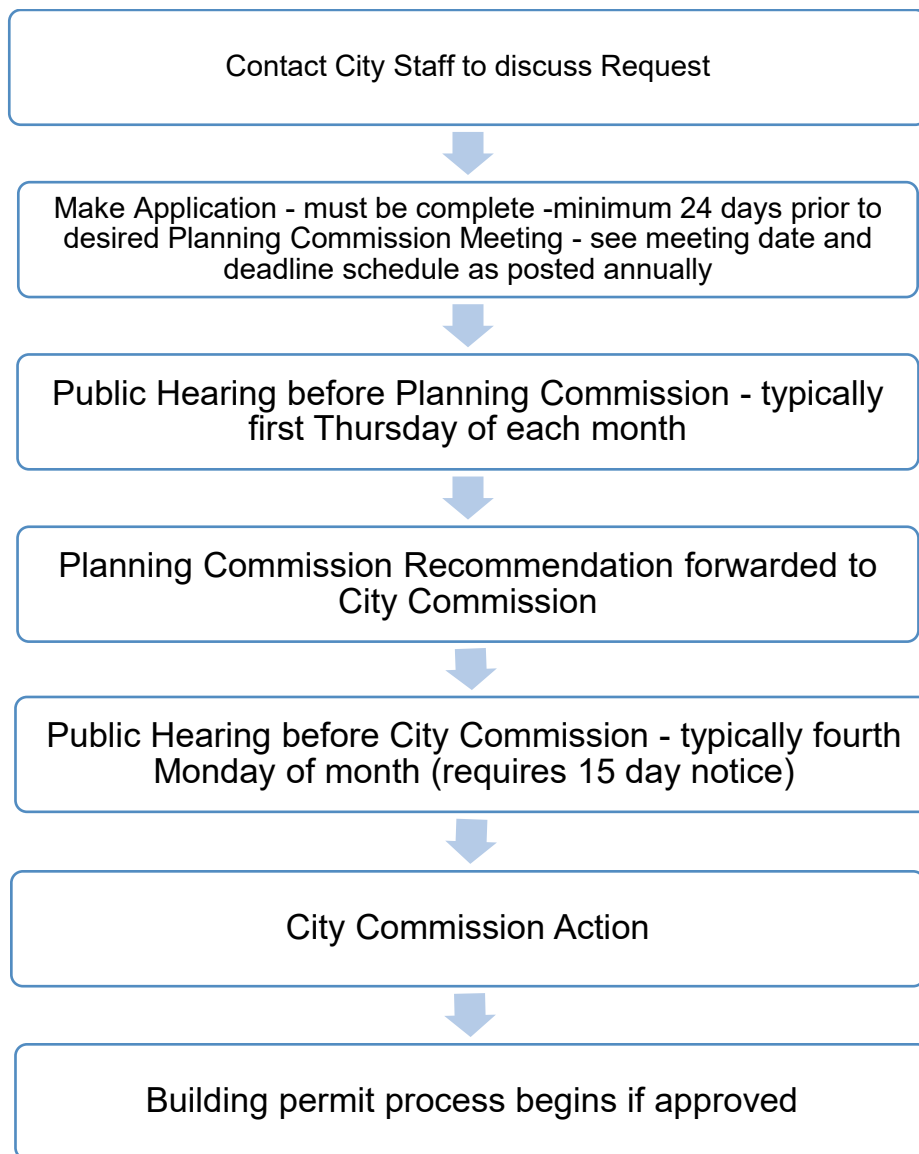 Contact City Staff to discuss Request
Make Application - must be complete -minimum 24 days prior to
desired Planning Commission Meeting - see meeting date and
deadline schedule as posted annually
Public Hearing before Planning Commission - typically
first Thursday of each month
Planning Commission Recommendation forwarded to
City Commission
Public Hearing before City Commission - typically fourth
Monday of month (requires 15 day notice)
City Commission Action
Building permit process begins if approved